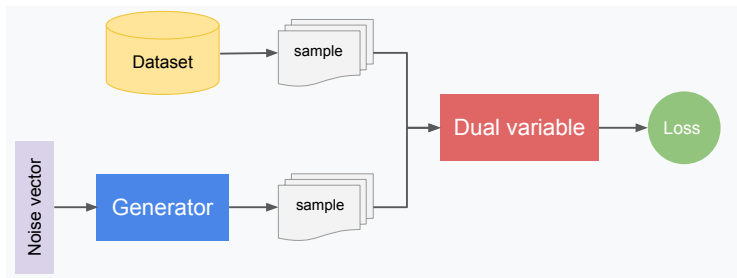 Dataset
sample
Dual variable
Loss
Noise vector
Generator
sample